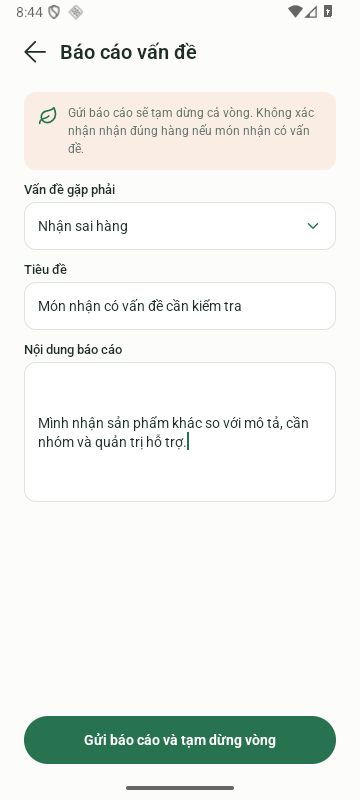 8:44
Báo cáo vấn đề
Gửi báo cáo sẽ tạm dừng cả vòng. Không xác
nhận nhận đúng hàng nếu món nhận có vấn
đề.
Vấn đề gặp phải
Nhận sai hàng
Tiêu đề
Món nhận có vấn đề cần kiểm tra
Nội dung báo cáo
Mình nhận sản phẩm khác so với mô tả, cần
nhóm và quản trị hỗ trợ.
Gửi báo cáo và tạm dừng vòng